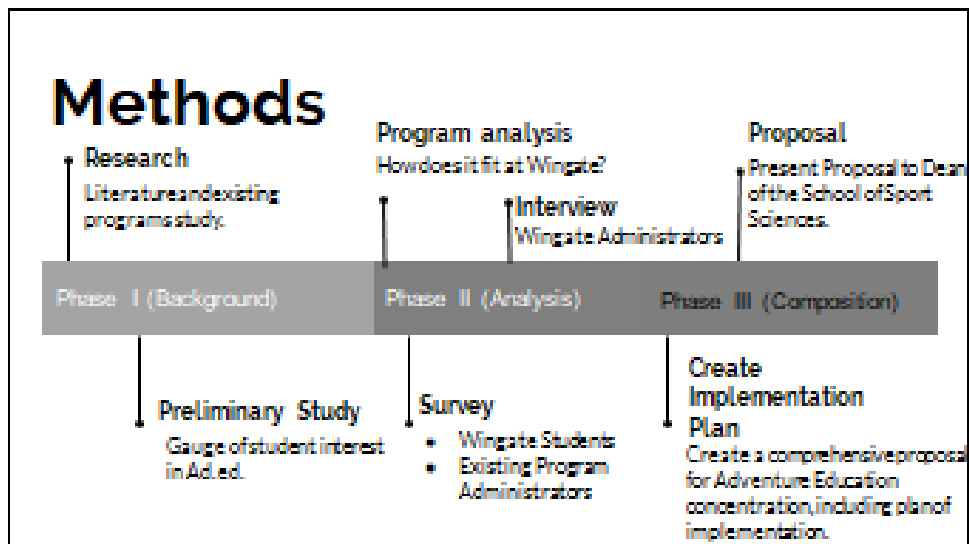 Methods
Research
Literature and existing
programs study.
Program analysis
How does it fit at Wingate?
Interview
Wingate Administrators
Proposal
Present Proposal to Dean
of the School of Sport
Sciences.
Phase I (Background)
Phase II (Analysis)
Phase III (Composition)
Preliminary Study
Gauge of student interest
in Ad.ed.
Survey
• Wingate Students
• Existing Program
Administrators
Create
Implementation
Plan
Create a comprehensive proposal
for Adventure Education
concentration, including plan of
implementation.